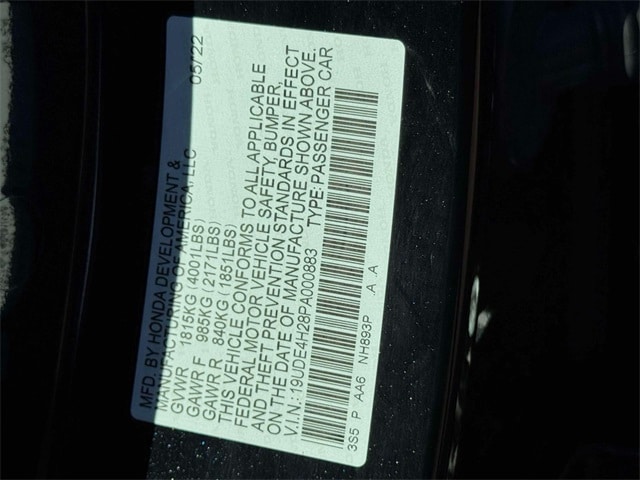 MFD. BY HONDA DEVELOPMENT &
MANUFACTURING OF AMERICA, LLC 05/22
GVWR 1815KG (4001LBS)
GAWR F 985KG (2171LBS)
GAWR R 840KG (1851LBS)
THIS VEHICLE CONFORMS TO ALL APPLICABLE
FEDERAL MOTOR VEHICLE SAFETY, BUMPER,
AND THEFT PREVENTION STANDARDS IN EFFECT
ON THE DATE OF MANUFACTURE SHOWN ABOVE.
V.I.N.: 19UDE4H28PA000883 TYPE: PASSENGER CAR
3S5 P AA6 NH893P .A .A